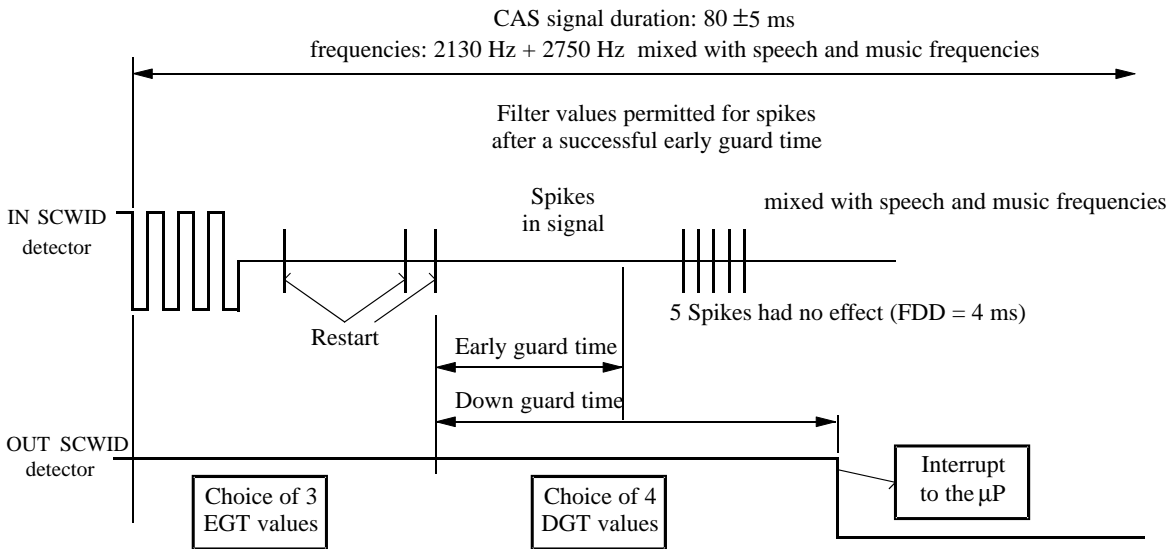 CAS signal duration: 80 ±5 ms
frequencies: 2130 Hz + 2750 Hz mixed with speech and music frequencies
Filter values permitted for spikes
after a successful early guard time
Spikes
in signal
mixed with speech and music frequencies
IN SCWID
detector
5 Spikes had no effect (FDD = 4 ms)
Restart
Early guard time
Down guard time
OUT SCWID
detector
Interrupt
to the µP
Choice of 3
EGT values
Choice of 4
DGT values